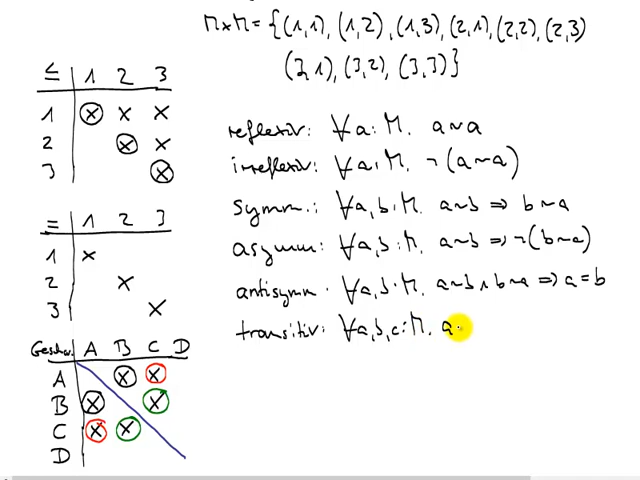 M×M = {(1,1), (1,2), (1,3), (2,1), (2,2), (2,3)
(3,1), (3,2), (3,3)}
≤ 1 2 3
1 ⓧ x x
2 ⓧ x
3 ⓧ
= 1 2 3
1 x
2 x
3 x
Geschw. A B C D
A ⓧ ⓧ
B ⓧ ⓧ
C ⓧ ⓧ
D
reflexiv: ∀a:M. a~a
irreflexiv: ∀a:M. ¬(a~a)
symm.: ∀a,b:M. a~b ⇒ b~a
asymm: ∀a,b:M. a~b ⇒ ¬(b~a)
antisymm. ∀a,b:M. a~b ∧ b~a ⇒ a=b
transitiv: ∀a,b,c:M. a